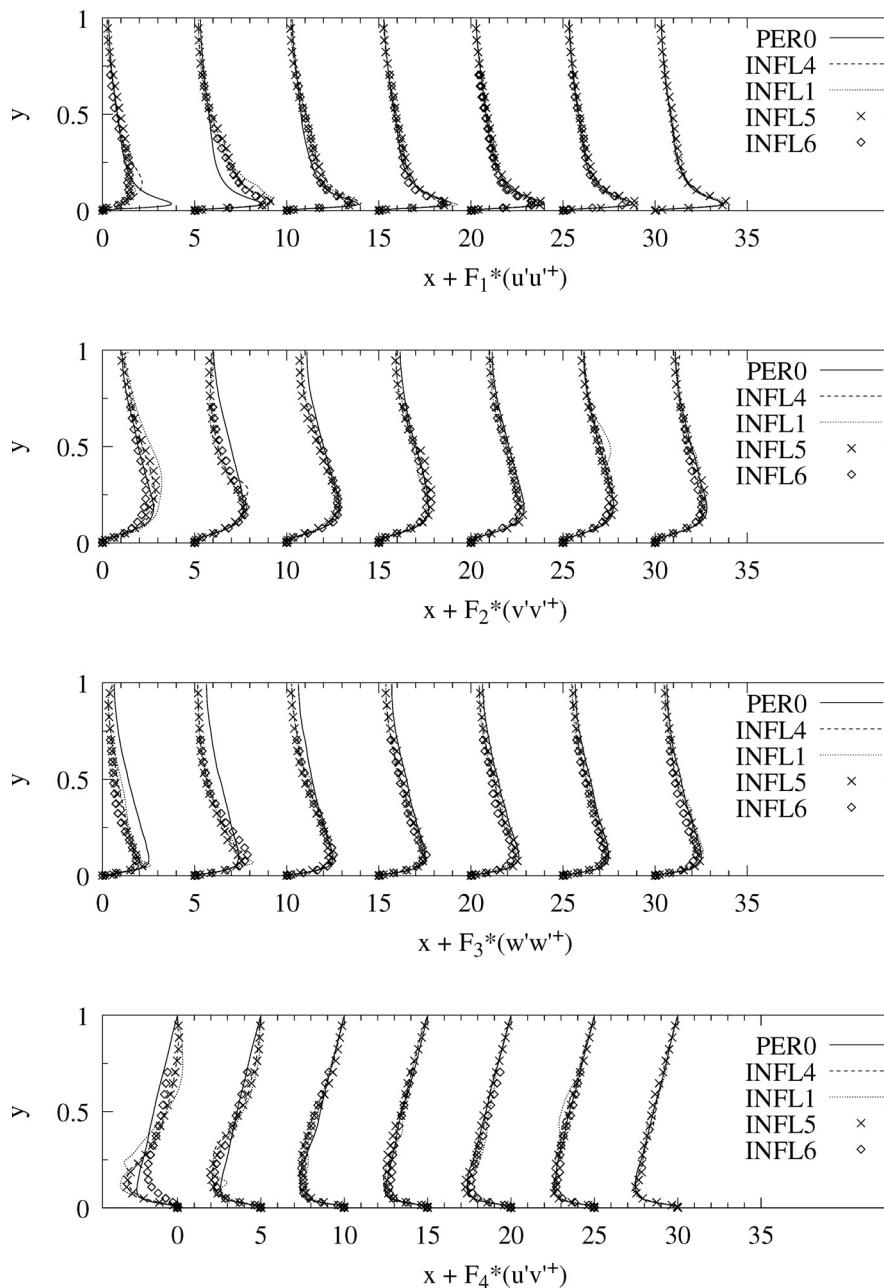 1
0.5
0
y
0 5 10 15 20 25 30 35
x + F1*(u'u'+)
PER0
INFL4
INFL1
INFL5
INFL6
1
0.5
0
y
0 5 10 15 20 25 30 35
x + F2*(v'v'+)
PER0
INFL4
INFL1
INFL5
INFL6
1
0.5
0
y
0 5 10 15 20 25 30 35
x + F3*(w'w'+)
PER0
INFL4
INFL1
INFL5
INFL6
1
0.5
0
y
0 5 10 15 20 25 30 35
x + F4*(u'v'+)
PER0
INFL4
INFL1
INFL5
INFL6